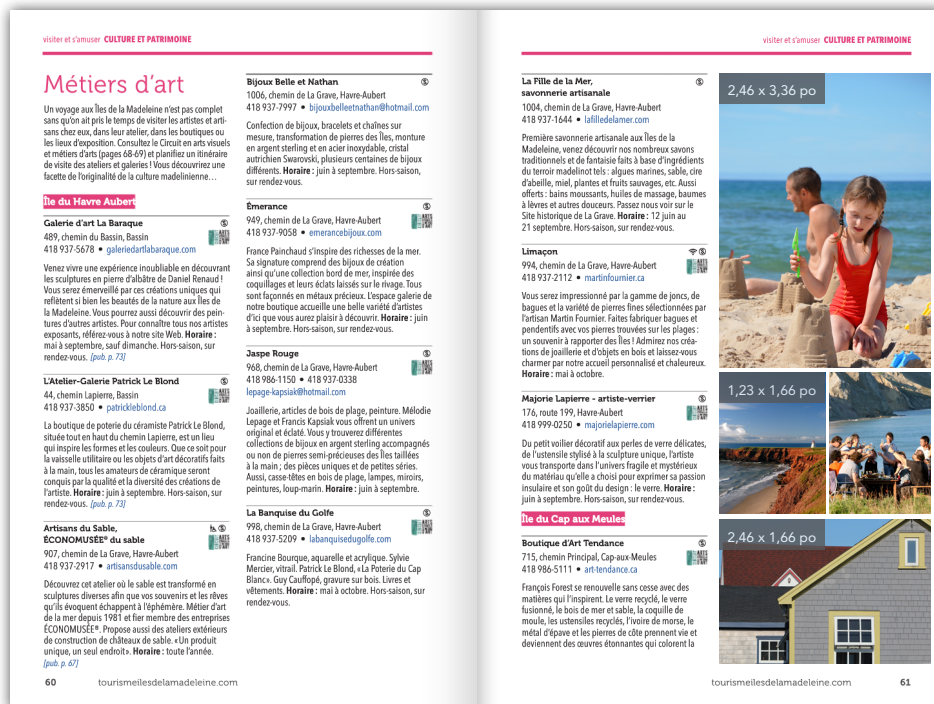 visiter et s'amuser CULTURE ET PATRIMOINE
Métiers d'art
Un voyage aux Îles de la Madeleine n'est pas complet
sans qu'on ait pris le temps de visiter les artistes et arti-
sans chez eux, dans leur atelier, dans les boutiques ou
les lieux d'exposition. Consultez le Circuit en arts visuels
et métiers d'arts (pages 68-69) et planifiez un itinéraire
de visite des ateliers et galeries ! Vous découvrirez une
facette de l'originalité de la culture madelinienne…
Île du Havre Aubert
Galerie d'art La Baraque
489, chemin du Bassin, Bassin
418 937-5678 • galeriedartlabaraque.com
Venez vivre une expérience inoubliable en découvrant
les sculptures en pierre d'albâtre de Daniel Renaud !
Vous serez émerveillé par ces créations uniques qui
reflètent si bien les beautés de la nature aux Îles de
la Madeleine. Vous pourrez aussi découvrir des pein-
tures d'autres artistes. Pour connaître tous nos artistes
exposants, référez-vous à notre site Web. Horaire :
mai à septembre, sauf dimanche. Hors-saison, sur
rendez-vous. [pub. p. 73]
L'Atelier-Galerie Patrick Le Blond
44, chemin Lapierre, Bassin
418 937-3850 • patrickleblond.ca
La boutique de poterie du céramiste Patrick Le Blond,
située tout en haut du chemin Lapierre, est un lieu
qui inspire les formes et les couleurs. Que ce soit pour
la vaisselle utilitaire ou les objets d'art décoratifs faits
à la main, tous les amateurs de céramique seront
conquis par la qualité et la diversité des créations de
l'artiste. Horaire : juin à septembre. Hors-saison, sur
rendez-vous. [pub. p. 73]
Artisans du Sable,
ÉCONOMUSÉE® du sable
907, chemin de La Grave, Havre-Aubert
418 937-2917 • artisansdusable.com
Découvrez cet atelier où le sable est transformé en
sculptures diverses afin que vos souvenirs et les rêves
qu'ils évoquent échappent à l'éphémère. Métier d'art
de la mer depuis 1981 et fier membre des entreprises
ÉCONOMUSÉE®. Propose aussi des ateliers extérieurs
de construction de châteaux de sable. «Un produit
unique, un seul endroit». Horaire : toute l'année.
[pub. p. 67]
Bijoux Belle et Nathan
1006, chemin de La Grave, Havre-Aubert
418 937-7997 • bijouxbelleetnathan@hotmail.com
Confection de bijoux, bracelets et chaînes sur
mesure, transformation de pierres des Îles, monture
en argent sterling et en acier inoxydable, cristal
autrichien Swarovski, plusieurs centaines de bijoux
différents. Horaire : juin à septembre. Hors-saison,
sur rendez-vous.
Émerance
949, chemin de La Grave, Havre-Aubert
418 937-9058 • emerancebijoux.com
France Painchaud s'inspire des richesses de la mer.
Sa signature comprend des bijoux de création
ainsi qu'une collection bord de mer, inspirée des
coquillages et leurs éclats laissés sur le rivage. Tous
sont façonnés en métaux précieux. L'espace galerie de
notre boutique accueille une belle variété d'artistes
d'ici que vous aurez plaisir à découvrir. Horaire : juin
à septembre. Hors-saison, sur rendez-vous.
Jaspe Rouge
968, chemin de La Grave, Havre-Aubert
418 986-1150 • 418 937-0338
lepage-kapsiak@hotmail.com
Joaillerie, articles de bois de plage, peinture. Mélodie
Lepage et Francis Kapsiak vous offrent un univers
original et éclaté. Vous y trouverez différentes
collections de bijoux en argent sterling accompagnés
ou non de pierres semi-précieuses des Îles taillées
à la main ; des pièces uniques et de petites séries.
Aussi, casse-têtes en bois de plage, lampes, miroirs,
peintures, loup-marin. Horaire : juin à septembre.
La Banquise du Golfe
998, chemin de La Grave, Havre-Aubert
418 937-5209 • labanquisedugolfe.com
Francine Bourque, aquarelle et acrylique. Sylvie
Mercier, vitrail. Patrick Le Blond, «La Poterie du Cap
Blanc». Guy Cauffopé, gravure sur bois. Livres et
vêtements. Horaire : mai à octobre. Hors-saison, sur
rendez-vous.
60 tourismeilesdelamadeleine.com
visiter et s'amuser CULTURE ET PATRIMOINE
La Fille de la Mer,
savonnerie artisanale
1004, chemin de La Grave, Havre-Aubert
418 937-1644 • lafilledelamer.com
Première savonnerie artisanale aux Îles de la
Madeleine, venez découvrir nos nombreux savons
traditionnels et de fantaisie faits à base d'ingrédients
du terroir madelinot tels : algues marines, sable, cire
d'abeille, miel, plantes et fruits sauvages, etc. Aussi
offerts : bains moussants, huiles de massage, baumes
à lèvres et autres douceurs. Passez nous voir sur le
Site historique de La Grave. Horaire : 12 juin au
21 septembre. Hors-saison, sur rendez-vous.
Limaçon
994, chemin de La Grave, Havre-Aubert
418 937-2112 • martinfournier.ca
Vous serez impressionné par la gamme de joncs, de
bagues et la variété de pierres fines sélectionnées par
l'artisan Martin Fournier. Faites fabriquer bagues et
pendentifs avec vos pierres trouvées sur les plages :
un souvenir à rapporter des Îles ! Admirez nos créa-
tions de joaillerie et d'objets en bois et laissez-vous
charmer par notre accueil personnalisé et chaleureux.
Horaire : mai à octobre.
Majorie Lapierre - artiste-verrier
176, route 199, Havre-Aubert
418 999-0250 • majorielapierre.com
Du petit voilier décoratif aux perles de verre délicates,
de l'ustensile stylisé à la sculpture unique, l'artiste
vous transporte dans l'univers fragile et mystérieux
du matériau qu'elle a choisi pour exprimer sa passion
insulaire et son goût du design : le verre. Horaire :
juin à septembre. Hors-saison, sur rendez-vous.
Île du Cap aux Meules
Boutique d'Art Tendance
715, chemin Principal, Cap-aux-Meules
418 986-5111 • art-tendance.ca
François Forest se renouvelle sans cesse avec des
matières qui l'inspirent. Le verre recyclé, le verre
fusionné, le bois de mer et sable, la coquille de
moule, les ustensiles recyclés, l'ivoire de morse, le
métal d'épave et les pierres de côte prennent vie et
deviennent des œuvres étonnantes qui colorent la
2,46 x 3,36 po
1,23 x 1,66 po
2,46 x 1,66 po
tourismeilesdelamadeleine.com 61